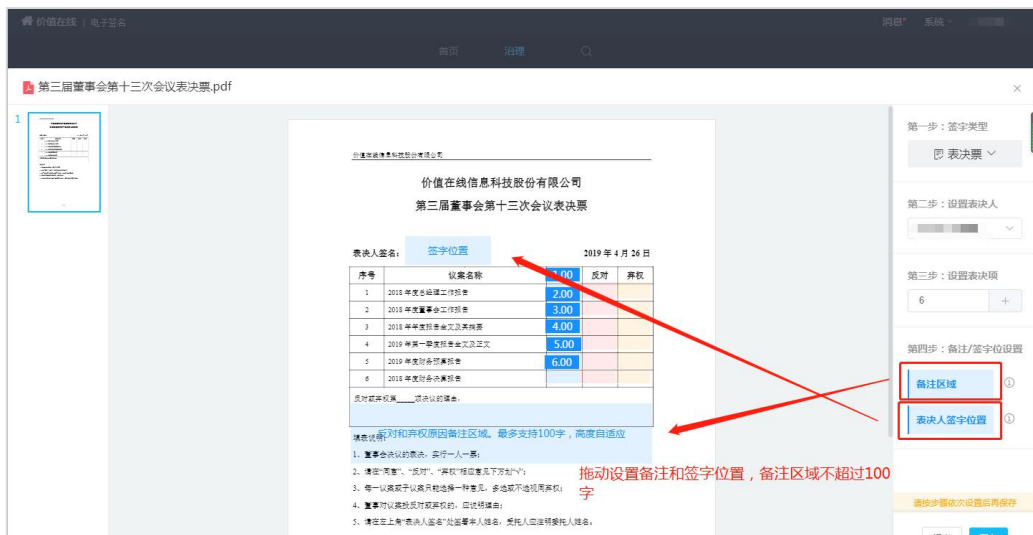 价值在线 | 电子签名
消息 系统
首页 治理
第三届董事会第十三次会议表决票.pdf
×
1
价值在线信息科技股份有限公司
价值在线信息科技股份有限公司
第三届董事会第十三次会议表决票
表决人签名： 签字位置 2019 年 4 月 26 日
序号 议案名称 1.00 反对 弃权
1 2018 年度总经理工作报告 2.00
2 2018 年度董事会工作报告 3.00
3 2018 年年度报告全文及其摘要 4.00
4 2019 年第一季度报告全文及正文 5.00
5 2019 年度财务预算报告 6.00
6 2018 年度财务决算报告
反对或弃权第____项决议的理由：
反对和弃权原因备注区域。最多支持100字，高度自适应
填表说明：
1、董事会决议的表决，实行一人一票；
2、请在“同意”、“反对”、“弃权”相应意见下方划“√”；
3、每一议案或子议案只能选择一种意见，多选或不选视同弃权；
4、董事对议案投反对或弃权的，应说明理由；
5、请在左上角“表决人签名”处签署本人姓名，受托人应注明委托人姓名。
拖动设置备注和签字位置，备注区域不超过100
字
第一步：签字类型
表决票
第二步：设置表决人
第三步：设置表决项
6 +
第四步：备注/签字位设置
备注区域
表决人签字位置
请按步骤依次设置后再保存